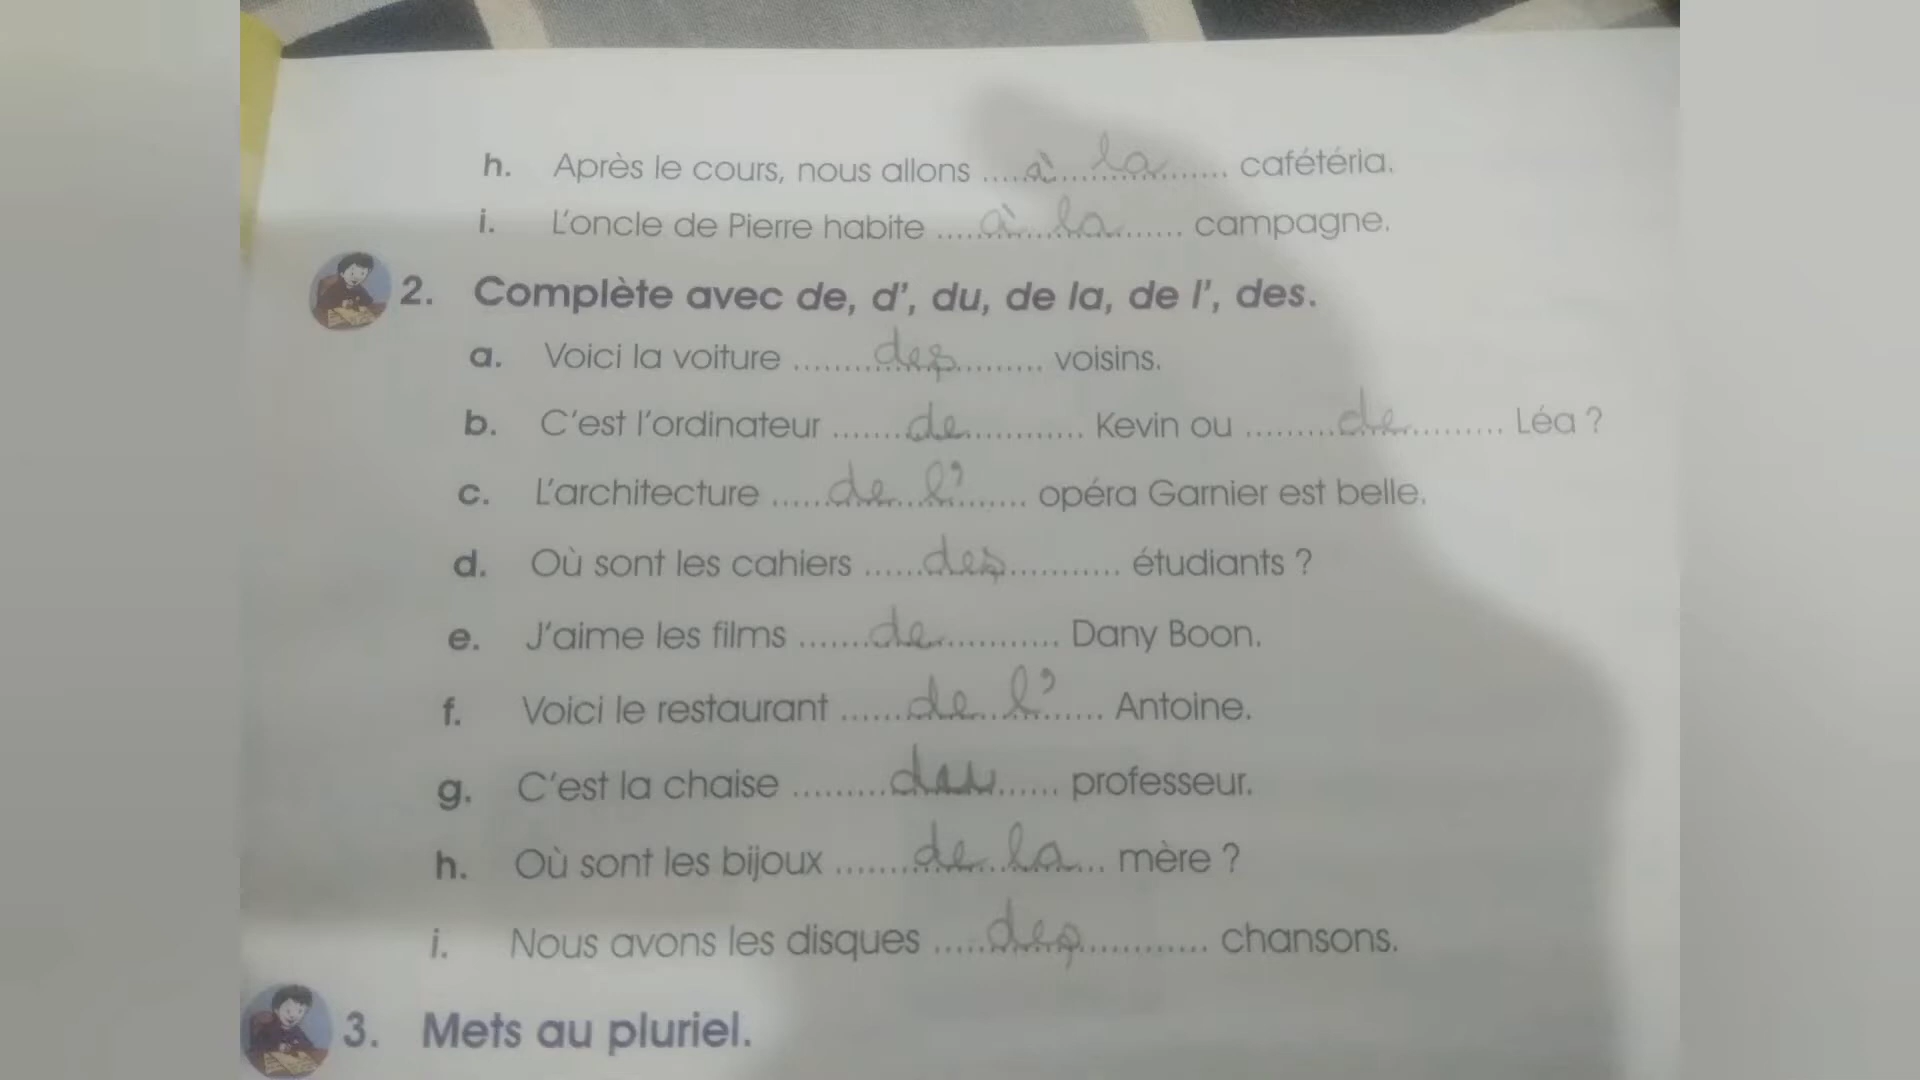 h. Après le cours, nous allons .....à la....... cafétéria.
i. L'oncle de Pierre habite .....à la....... campagne.
2. Complète avec de, d', du, de la, de l', des.
a. Voici la voiture .......des........ voisins.
b. C'est l'ordinateur .......de............ Kevin ou .........de.......... Léa ?
c. L'architecture ......de l'....... opéra Garnier est belle.
d. Où sont les cahiers ......des........... étudiants ?
e. J'aime les films .......de............ Dany Boon.
f. Voici le restaurant ......de l'...... Antoine.
g. C'est la chaise .........du...... professeur.
h. Où sont les bijoux .......de la... mère ?
i. Nous avons les disques .....des............ chansons.
3. Mets au pluriel.